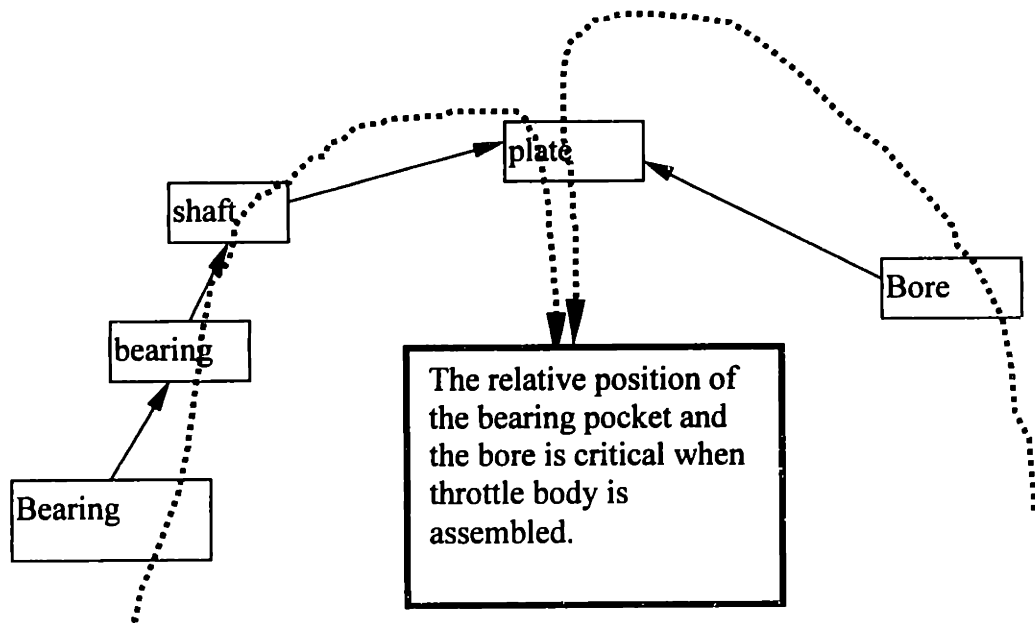 plate
shaft
Bore
bearing
The relative position of
the bearing pocket and
the bore is critical when
throttle body is
assembled.
Bearing